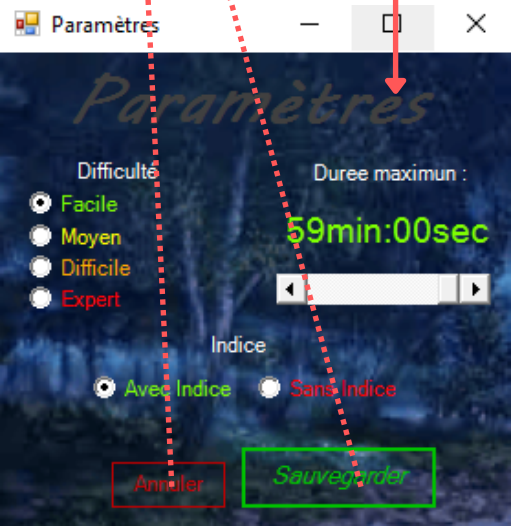 Paramètres
Paramètres
Difficulté
Facile
Moyen
Difficile
Expert
Duree maximun :
59min:00sec
Indice
Avec Indice
Sans Indice
Annuler
Sauvegarder